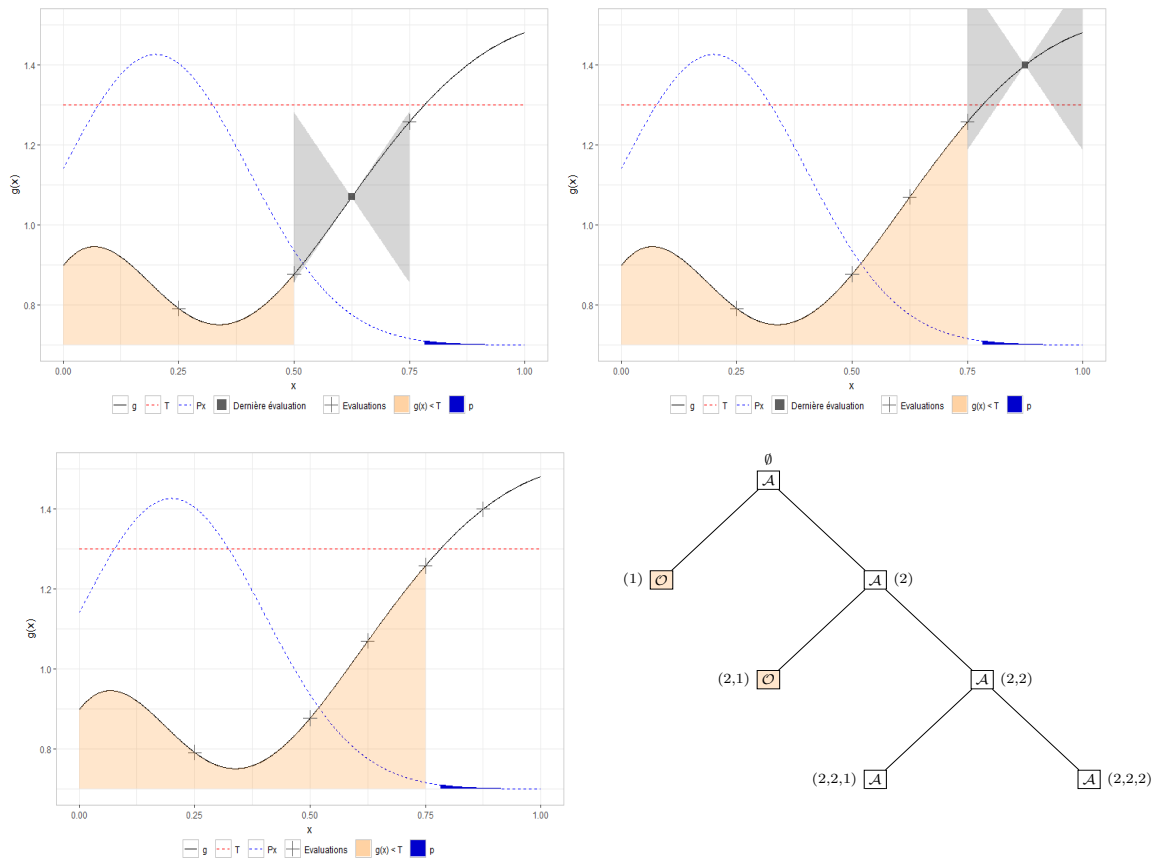 g(x)
1.4
1.2
1.0
0.8
0.00 0.25 0.50 0.75 1.00
x
g T Px Dernière évaluation Evaluations g(x) < T p
g(x)
1.4
1.2
1.0
0.8
0.00 0.25 0.50 0.75 1.00
x
g T Px Dernière évaluation Evaluations g(x) < T p
g(x)
1.4
1.2
1.0
0.8
0.00 0.25 0.50 0.75 1.00
x
g T Px Evaluations g(x) < T p
∅
𝒜
(1) 𝒪 𝒜 (2)
(2,1) 𝒪 𝒜 (2,2)
(2,2,1) 𝒜 𝒜 (2,2,2)